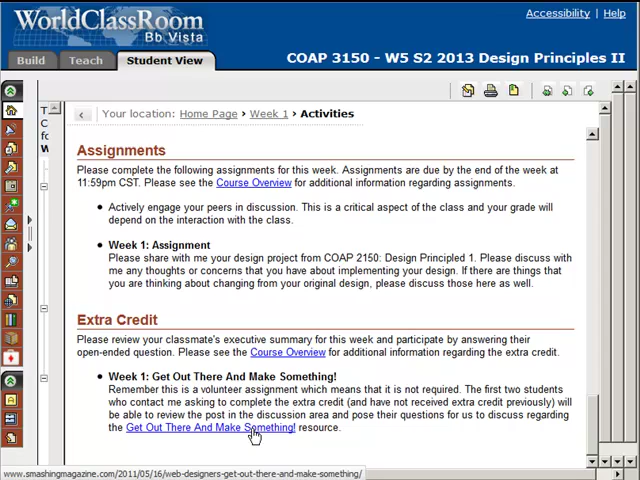 WorldClassRoom
Bb Vista
Accessibility | Help
Build
Teach
Student View
COAP 3150 - W5 S2 2013 Design Principles II
Your location: Home Page › Week 1 › Activities
T
C
fo
W
Assignments
Please complete the following assignments for this week. Assignments are due by the end of the week at
11:59pm CST. Please see the Course Overview for additional information regarding assignments.
• Actively engage your peers in discussion. This is a critical aspect of the class and your grade will
depend on the interaction with the class.
• Week 1: Assignment
Please share with me your design project from COAP 2150: Design Principled 1. Please discuss with
me any thoughts or concerns that you have about implementing your design. If there are things that
you are thinking about changing from your original design, please discuss those here as well.
Extra Credit
Please review your classmate's executive summary for this week and participate by answering their
open-ended question. Please see the Course Overview for additional information regarding the extra credit.
• Week 1: Get Out There And Make Something!
Remember this is a volunteer assignment which means that it is not required. The first two students
who contact me asking to complete the extra credit (and have not received extra credit previously) will
be able to review the post in the discussion area and pose their questions for us to discuss regarding
the Get Out There And Make Something! resource.
www.smashingmagazine.com/2011/05/16/web-designers-get-out-there-and-make-something/